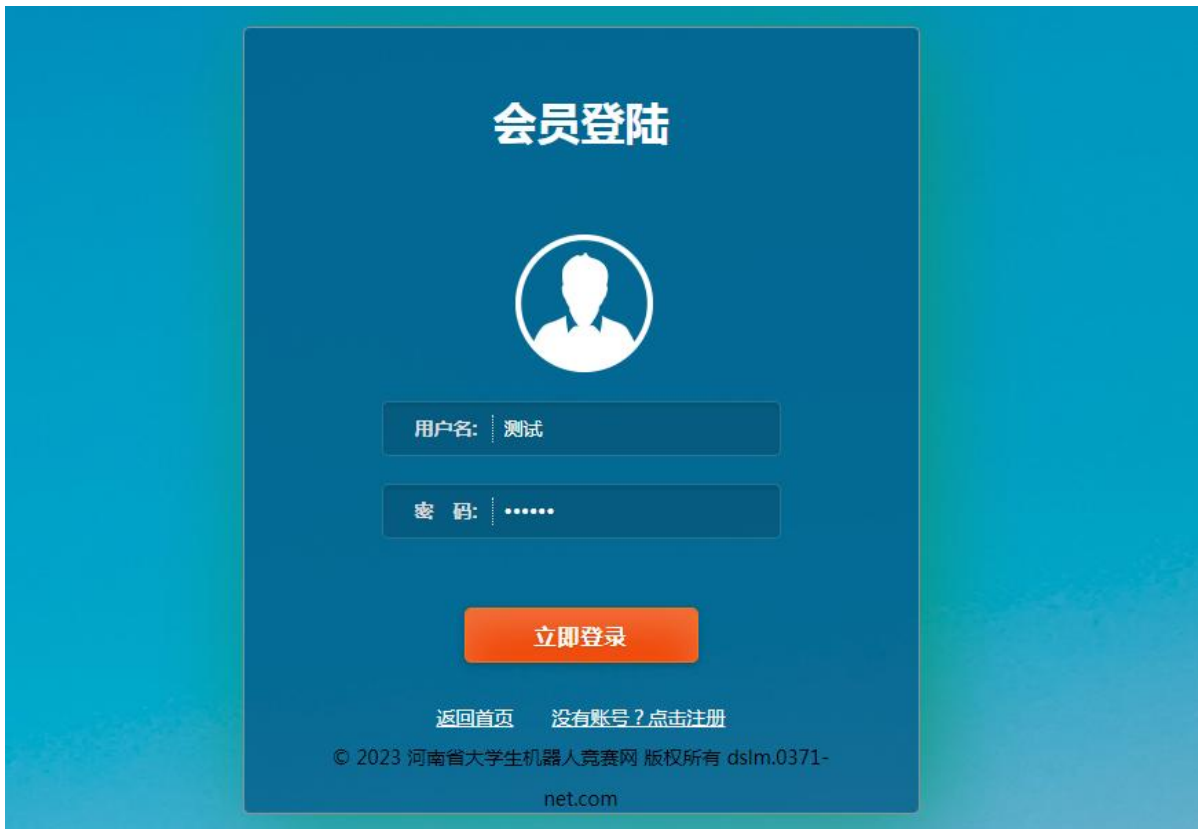 会员登陆
用户名: 测试
密 码: ••••••
立即登录
返回首页 没有账号？点击注册
© 2023 河南省大学生机器人竞赛网 版权所有 dslm.0371-
net.com